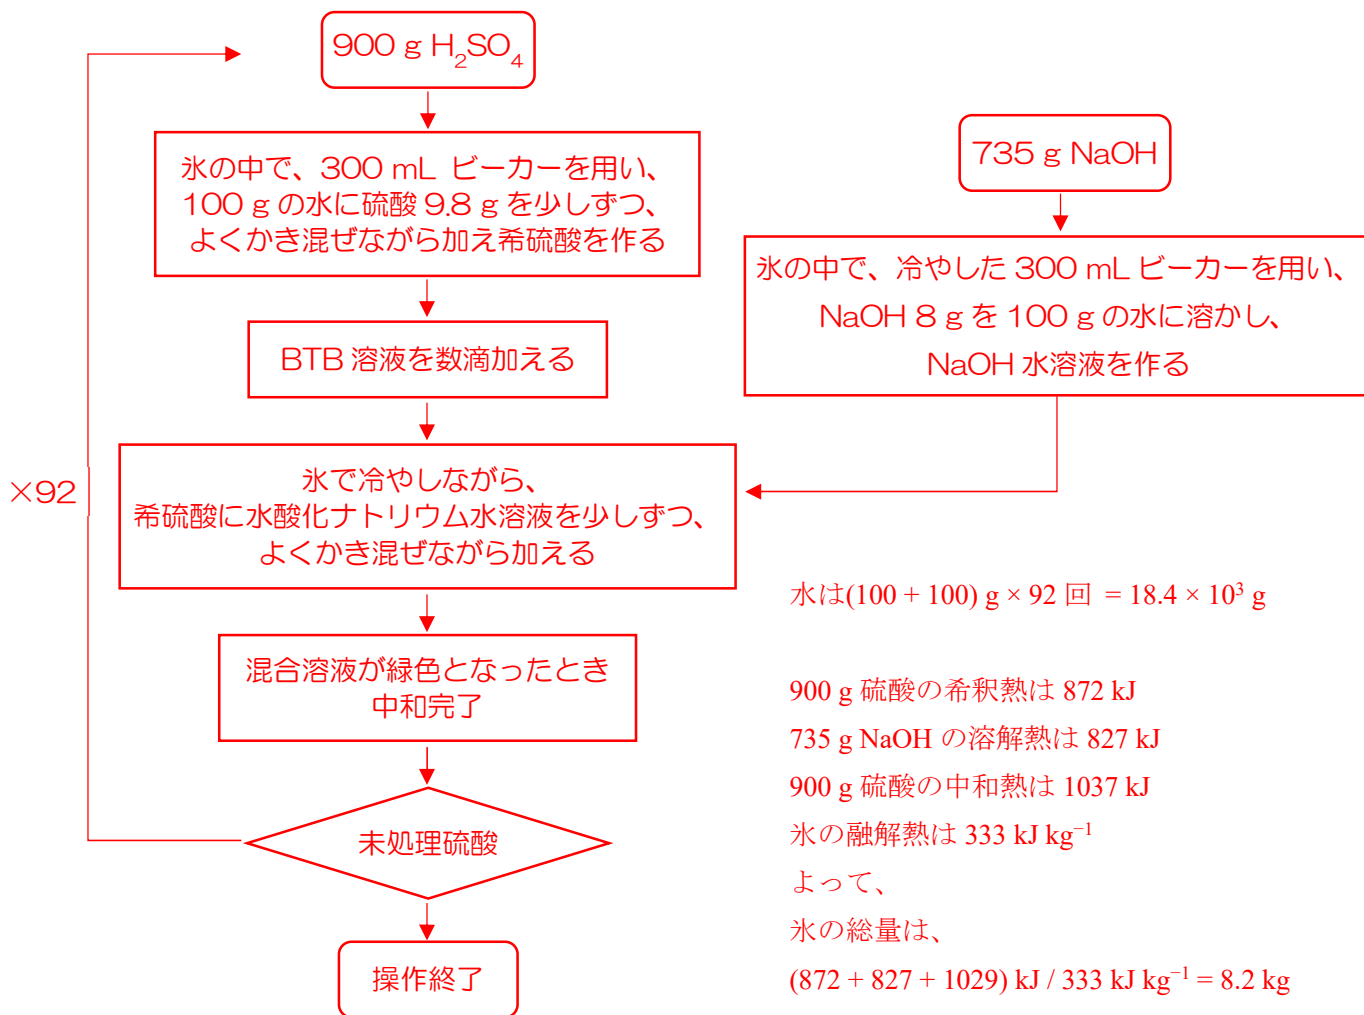 900 g H₂SO₄
氷の中で、300 mL ビーカーを用い、
100 g の水に硫酸 9.8 g を少しずつ、
よくかき混ぜながら加え希硫酸を作る
BTB 溶液を数滴加える
735 g NaOH
氷の中で、冷やした 300 mL ビーカーを用い、
NaOH 8 g を 100 g の水に溶かし、
NaOH 水溶液を作る
氷で冷やしながら、
希硫酸に水酸化ナトリウム水溶液を少しずつ、
よくかき混ぜながら加える
×92
混合溶液が緑色となったとき
中和完了
未処理硫酸
操作終了
水は(100 + 100) g × 92 回 = 18.4 × 10³ g
900 g 硫酸の希釈熱は 872 kJ
735 g NaOH の溶解熱は 827 kJ
900 g 硫酸の中和熱は 1037 kJ
氷の融解熱は 333 kJ kg⁻¹
よって、
氷の総量は、
(872 + 827 + 1029) kJ / 333 kJ kg⁻¹ = 8.2 kg